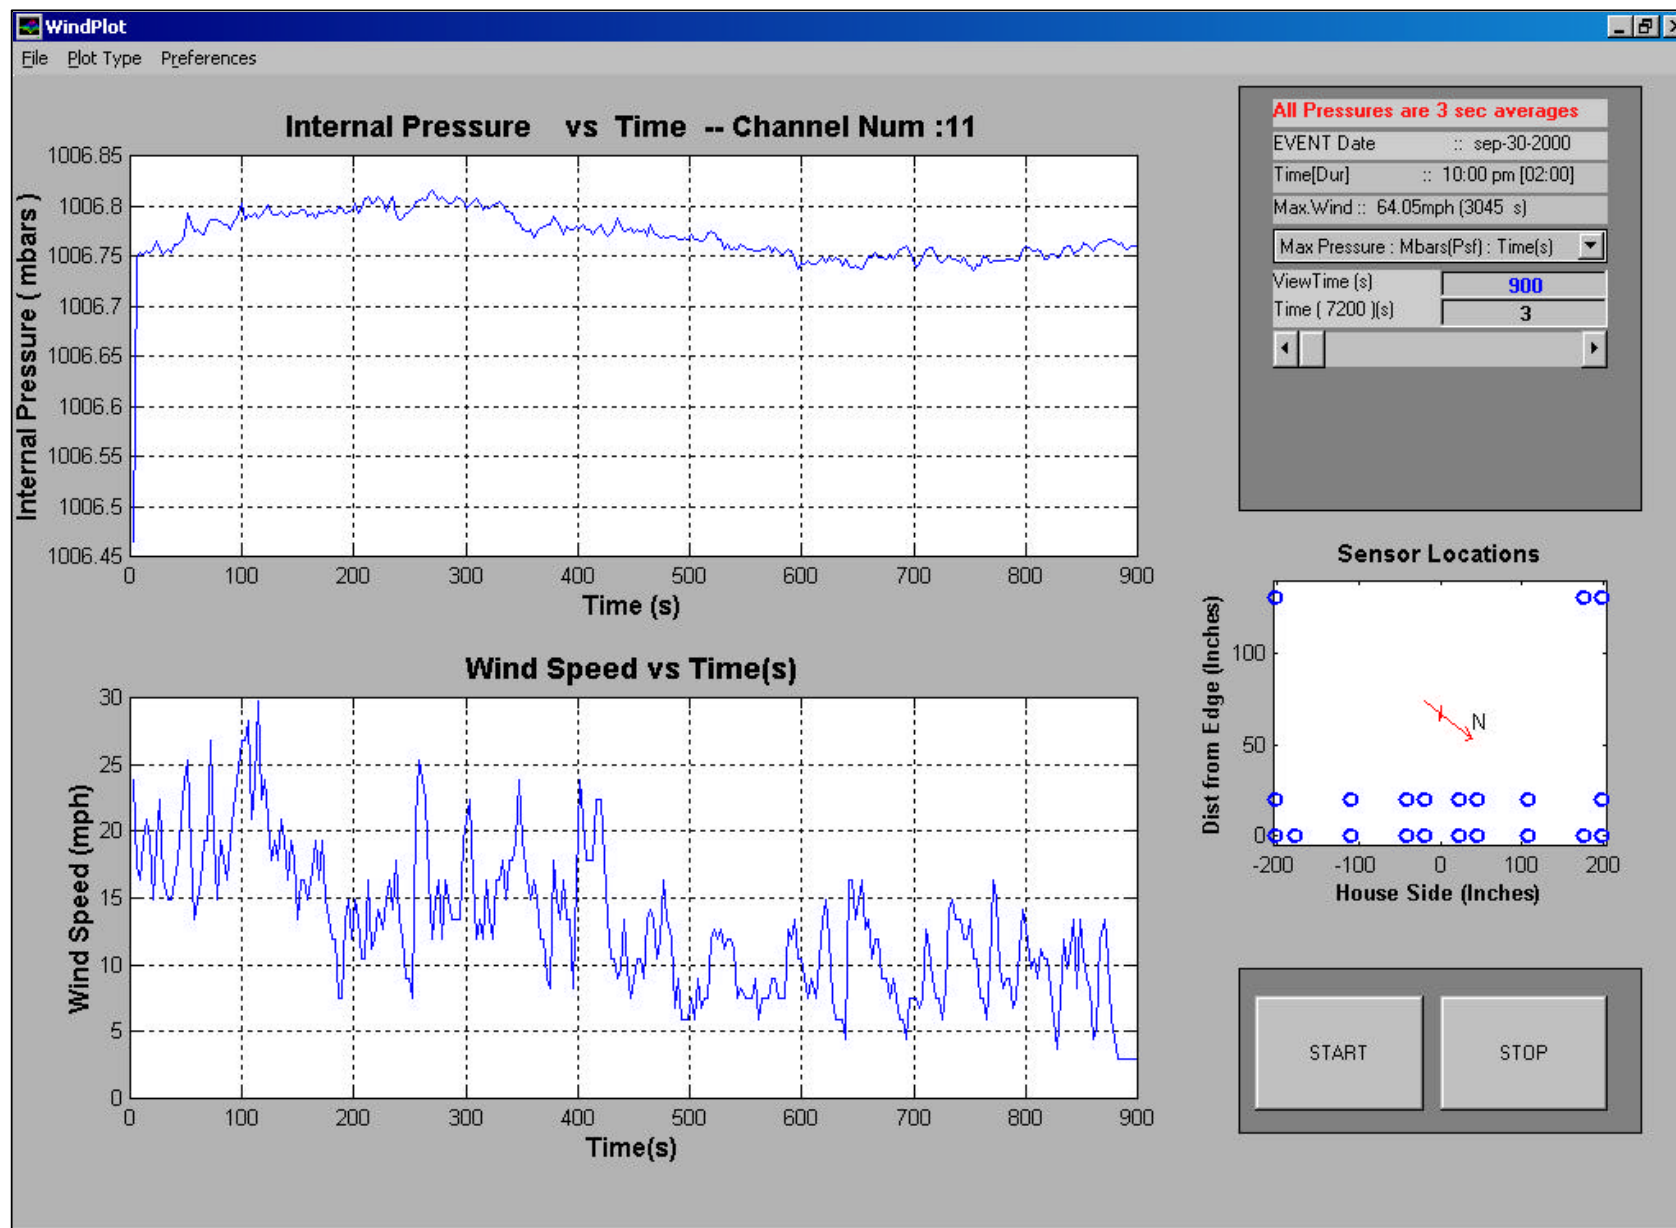 WindPlot
File Plot Type Preferences
Internal Pressure vs Time -- Channel Num :11
1006.85
1006.8
1006.75
1006.7
1006.65
1006.6
1006.55
1006.5
1006.45
Internal Pressure ( mbars )
0 100 200 300 400 500 600 700 800 900
Time (s)
Wind Speed vs Time(s)
30
25
20
15
10
5
0
Wind Speed (mph)
0 100 200 300 400 500 600 700 800 900
Time(s)
All Pressures are 3 sec averages
EVENT Date :: sep-30-2000
Time[Dur] :: 10:00 pm [02:00]
Max.Wind :: 64.05mph (3045 s)
Max Pressure : Mbars(Psf) : Time(s)
ViewTime (s) 900
Time ( 7200 )(s) 3
Sensor Locations
100
50
0
Dist from Edge (Inches)
N
-200 -100 0 100 200
House Side (Inches)
START STOP